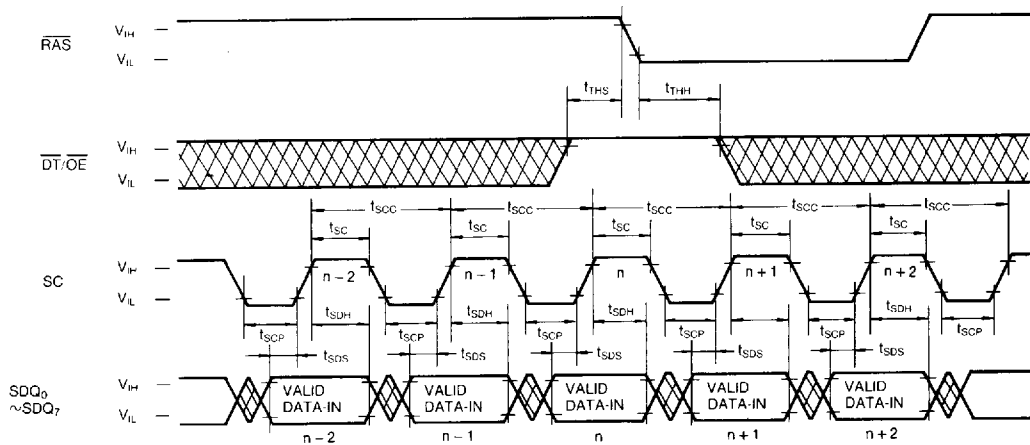 RAS
V_IH
V_IL
t_THS
t_THH
DT/OE
V_IH
V_IL
t_SCC t_SCC t_SCC t_SCC t_SCC
t_SC t_SC t_SC t_SC t_SC
SC
V_IH
V_IL
n−2 n−1 n n+1 n+2
t_SDH t_SDH t_SDH t_SDH
t_SCP t_SCP t_SCP t_SCP t_SCP t_SCP
t_SDS t_SDS t_SDS t_SDS t_SDS
SDQ₀
~SDQ₇
V_IH
V_IL
VALID DATA-IN
VALID DATA-IN
VALID DATA-IN
VALID DATA-IN
VALID DATA-IN
n−2 n−1 n n+1 n+2